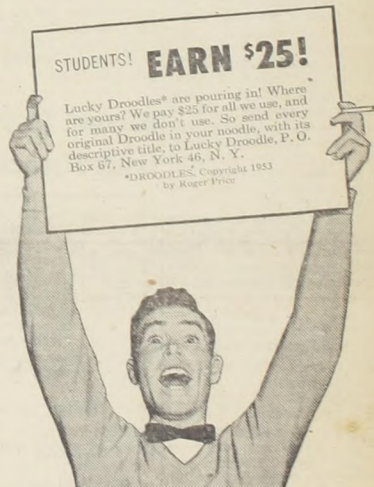 STUDENTS! EARN $25!
Lucky Droodles* are pouring in! Where
are yours? We pay $25 for all we use, and
for many we don't use. So send every
original Droodle in your noodle, with its
descriptive title, to Lucky Droodle, P. O.
Box 67, New York 46, N. Y.
*DROODLES, Copyright 1953
by Roger Price